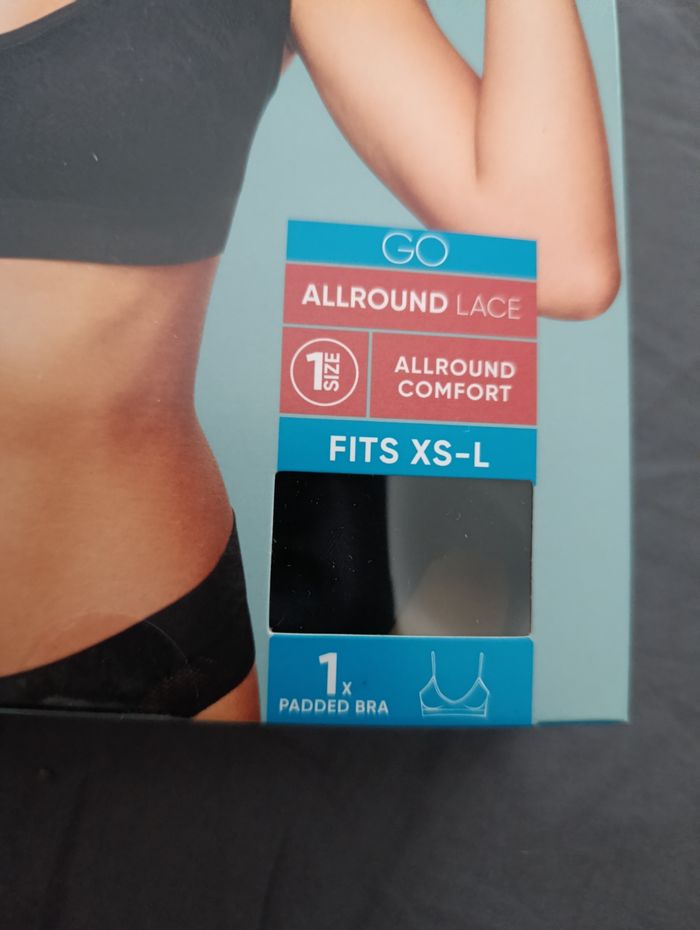 GO
ALLROUND LACE
1 SIZE
ALLROUND
COMFORT
FITS XS-L
1x
PADDED BRA